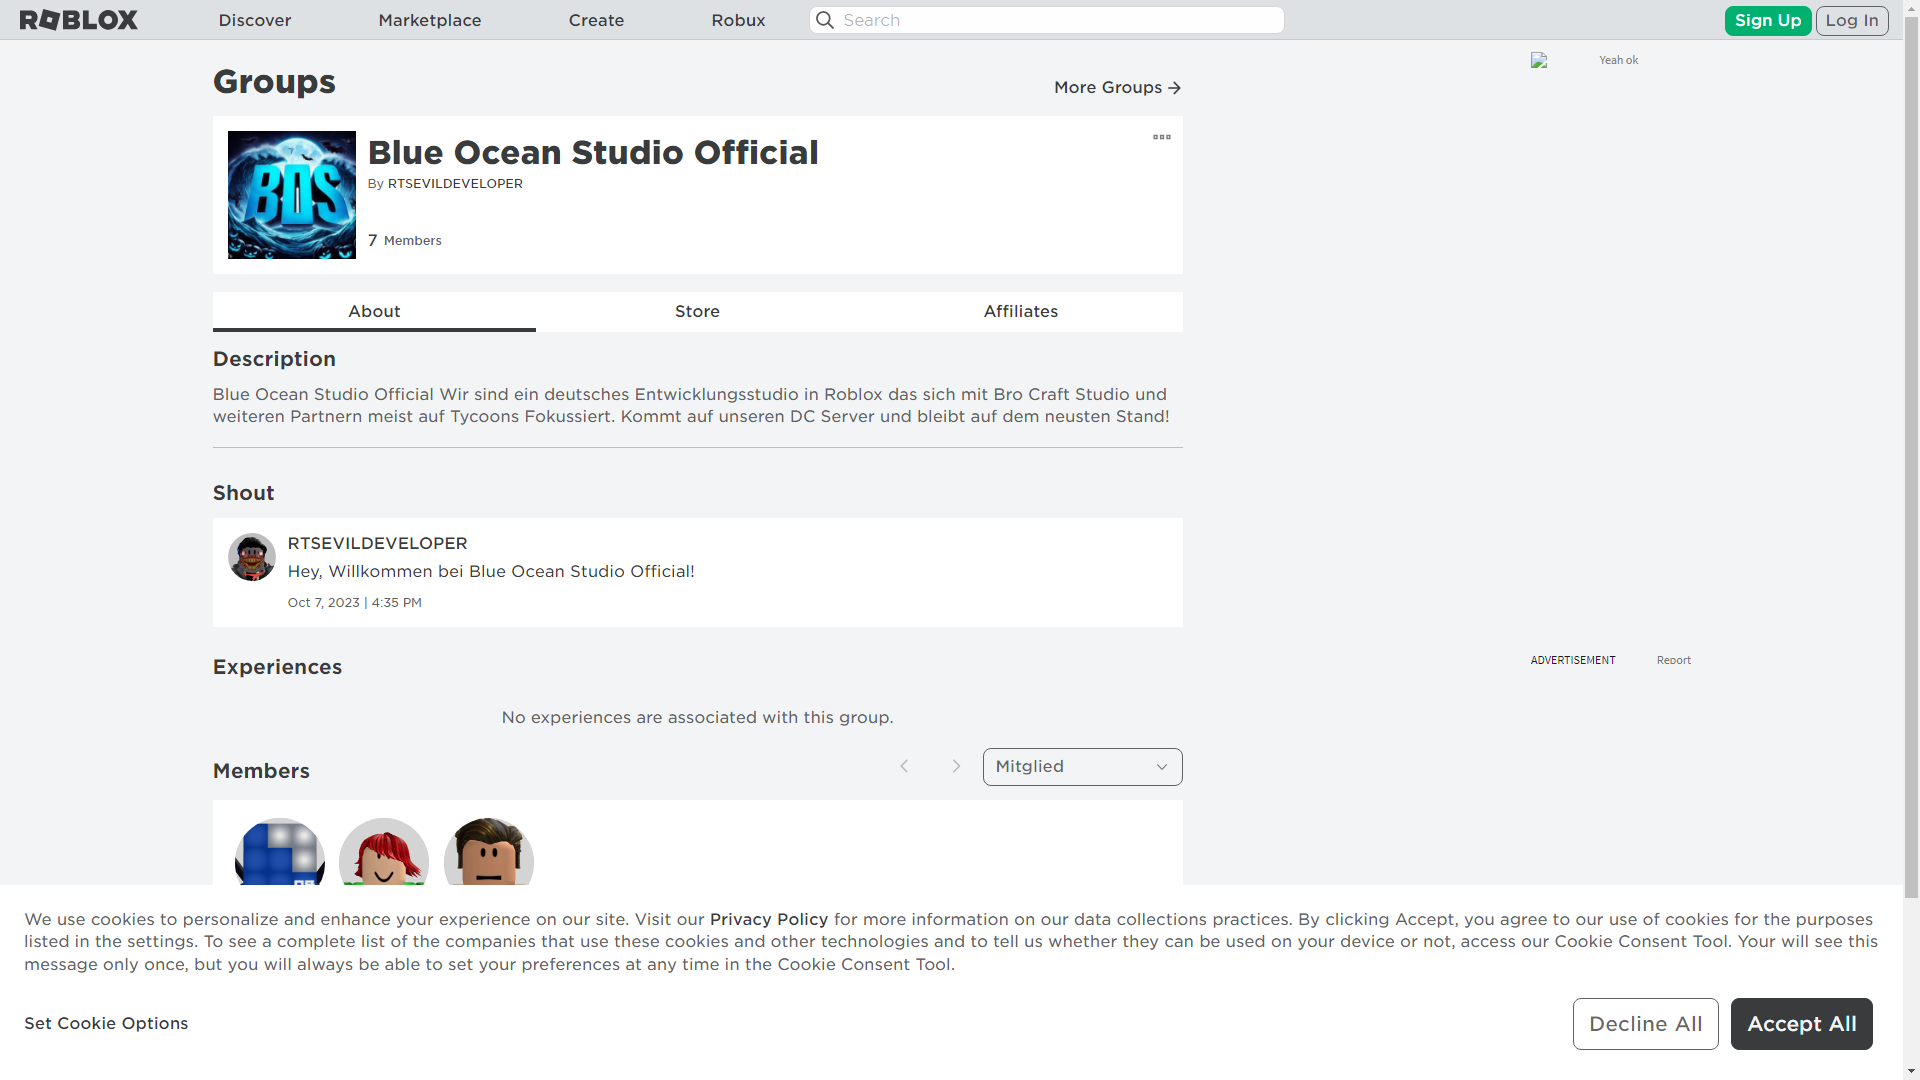 ROBLOX
Discover
Marketplace
Create
Robux
Search
Sign Up
Log In
Groups
More Groups
Yeah ok
BOS
Blue Ocean Studio Official
By RTSEVILDEVELOPER
7 Members
About
Store
Affiliates
Description
Blue Ocean Studio Official Wir sind ein deutsches Entwicklungsstudio in Roblox das sich mit Bro Craft Studio und
weiteren Partnern meist auf Tycoons Fokussiert. Kommt auf unseren DC Server und bleibt auf dem neusten Stand!
Shout
RTSEVILDEVELOPER
Hey, Willkommen bei Blue Ocean Studio Official!
Oct 7, 2023 | 4:35 PM
ADVERTISEMENT
Report
Experiences
No experiences are associated with this group.
Members
Mitglied
We use cookies to personalize and enhance your experience on our site. Visit our Privacy Policy for more information on our data collections practices. By clicking Accept, you agree to our use of cookies for the purposes
listed in the settings. To see a complete list of the companies that use these cookies and other technologies and to tell us whether they can be used on your device or not, access our Cookie Consent Tool. Your will see this
message only once, but you will always be able to set your preferences at any time in the Cookie Consent Tool.
Set Cookie Options
Decline All
Accept All